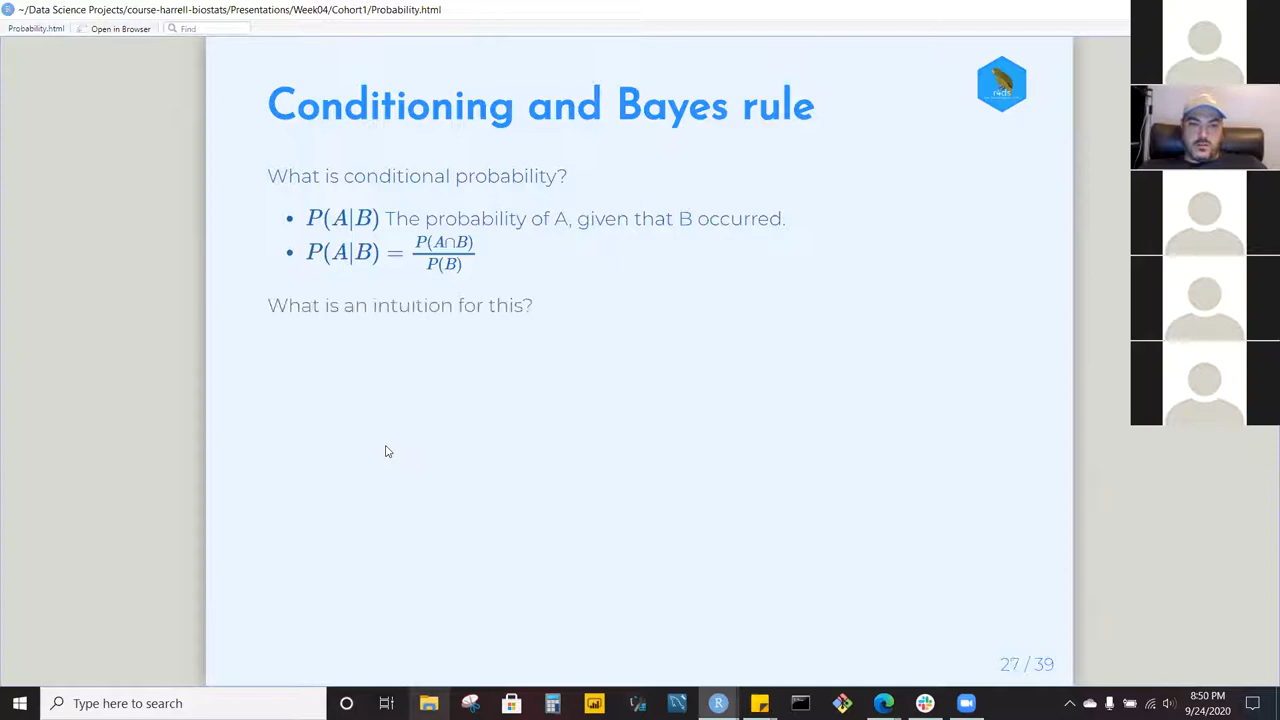 ~/Data Science Projects/course-harrell-biostats/Presentations/Week04/Cohort1/Probability.html
Probability.html Open in Browser Find
r4ds
Conditioning and Bayes rule
What is conditional probability?
• P(A|B) The probability of A, given that B occurred.
• P(A|B) = P(A∩B) / P(B)
What is an intuition for this?
27 / 39
Type here to search
8:50 PM
9/24/2020